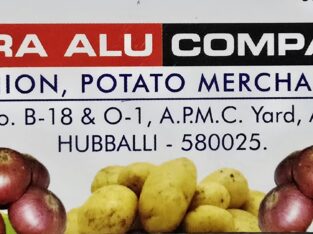 RA ALU COMPA
ION, POTATO MERCHA
o. B-18 & O-1, A.P.M.C. Yard, A
HUBBALLI - 580025.